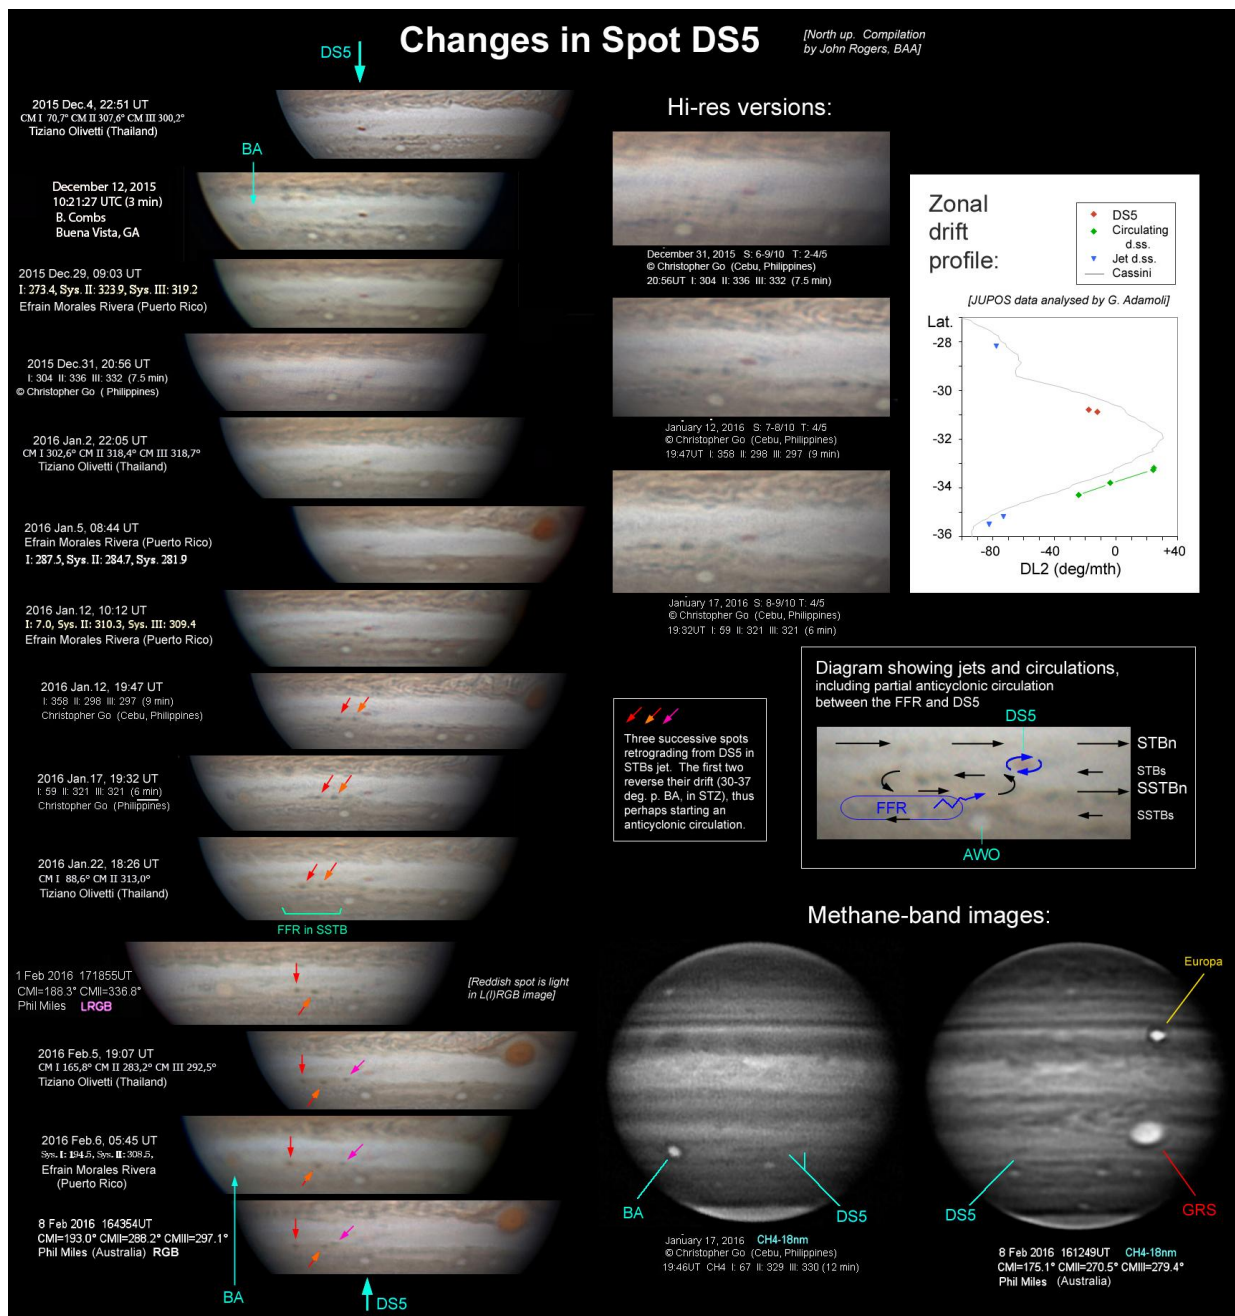 Changes in Spot DS5
[North up. Compilation
by John Rogers, BAA]
DS5
2015 Dec.4, 22:51 UT
CM I 70,7° CM II 307,6° CM III 300,2°
Tiziano Olivetti (Thailand)
BA
December 12, 2015
10:21:27 UTC (3 min)
B. Combs
Buena Vista, GA
2015 Dec.29, 09:03 UT
I: 273.4, Sys. II: 323.9, Sys. III: 319.2
Efrain Morales Rivera (Puerto Rico)
2015 Dec.31, 20:56 UT
I: 304 II: 336 III: 332 (7.5 min)
© Christopher Go ( Philippines)
2016 Jan.2, 22:05 UT
CM I 302,6° CM II 318,4° CM III 318,7°
Tiziano Olivetti (Thailand)
2016 Jan.5, 08:44 UT
Efrain Morales Rivera (Puerto Rico)
I: 287.5, Sys. II: 284.7, Sys. 281.9
2016 Jan.12, 10:12 UT
I: 7.0, Sys. II: 310.3, Sys. III: 309.4
Efrain Morales Rivera (Puerto Rico)
2016 Jan.12, 19:47 UT
I: 358 II: 298 III: 297 (9 min)
Christopher Go (Cebu, Philippines)
2016 Jan.17, 19:32 UT
I: 59 II: 321 III: 321 (6 min)
Christopher Go (Philippines)
2016 Jan.22, 18:26 UT
CM I 88,6° CM II 313,0°
Tiziano Olivetti (Thailand)
FFR in SSTB
1 Feb 2016 171855UT
CMI=188.3° CMII=336.8°
Phil Miles LRGB
[Reddish spot is light
in L(I)RGB image]
2016 Feb.5, 19:07 UT
CM I 165,8° CM II 283,2° CM III 292,5°
Tiziano Olivetti (Thailand)
2016 Feb.6, 05:45 UT
Sys. I: 194.5, Sys. II: 308.5,
Efrain Morales Rivera
(Puerto Rico)
8 Feb 2016 164354UT
CMI=193.0° CMII=288.2° CMIII=297.1°
Phil Miles (Australia) RGB
BA
DS5
Hi-res versions:
December 31, 2015 S: 6-9/10 T: 2-4/5
© Christopher Go (Cebu, Philippines)
20:56UT I: 304 II: 336 III: 332 (7.5 min)
January 12, 2016 S: 7-8/10 T: 4/5
© Christopher Go (Cebu, Philippines)
19:47UT I: 358 II: 298 III: 297 (9 min)
January 17, 2016 S: 8-9/10 T: 4/5
© Christopher Go (Cebu, Philippines)
19:32UT I: 59 II: 321 III: 321 (6 min)
Zonal
drift
profile:
DS5
Circulating
d.ss.
Jet d.ss.
Cassini
[JUPOS data analysed by G. Adamoli]
Lat.
-28
-30
-32
-34
-36
-80 -40 0 +40
DL2 (deg/mth)
Three successive spots
retrograding from DS5 in
STBs jet. The first two
reverse their drift (30-37
deg. p. BA, in STZ), thus
perhaps starting an
anticyclonic circulation.
Diagram showing jets and circulations,
including partial anticyclonic circulation
between the FFR and DS5
DS5
STBn
STBs
SSTBn
SSTBs
FFR
AWO
Methane-band images:
BA
DS5
January 17, 2016 CH4-18nm
© Christopher Go (Cebu, Philippines)
19:46UT CH4 I: 67 II: 329 III: 330 (12 min)
Europa
DS5
GRS
8 Feb 2016 161249UT CH4-18nm
CMI=175.1° CMII=270.5° CMIII=279.4°
Phil Miles (Australia)